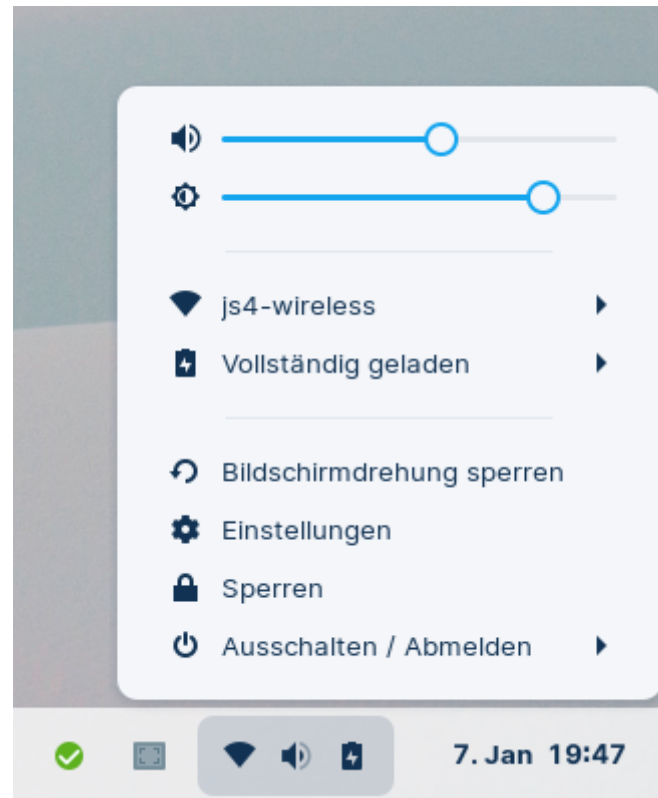 js4-wireless
Vollständig geladen
Bildschirmdrehung sperren
Einstellungen
Sperren
Ausschalten / Abmelden
7. Jan 19:47